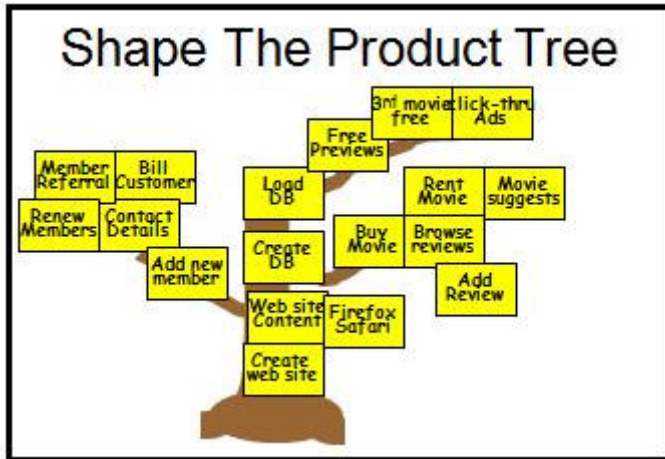 Shape The Product Tree
3rd movie
free
click-thru
Ads
Free
Previews
Member
Referral
Bill
Customer
Load
DB
Rent
Movie
Movie
suggests
Renew
Members
Contact
Details
Create
DB
Buy
Movie
Browse
reviews
Add new
member
Add
Review
Web site
Content
Firefox
Safari
Create
web site